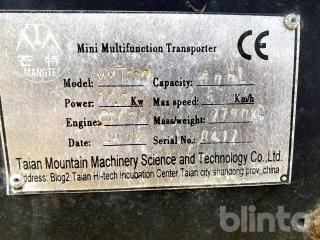 Mini Multifunction Transporter
CE
MANGTE
Model: Capacity:
Power: Kw Max speed: Km/h
Engine: Mass/weight:
Date: Serial No.: 0417
Taian Mountain Machinery Science and Technology Co.,Ltd.
address: Blog2 Taian Hi-tech Incubation Center Taian city shandong prov.,china
blinto